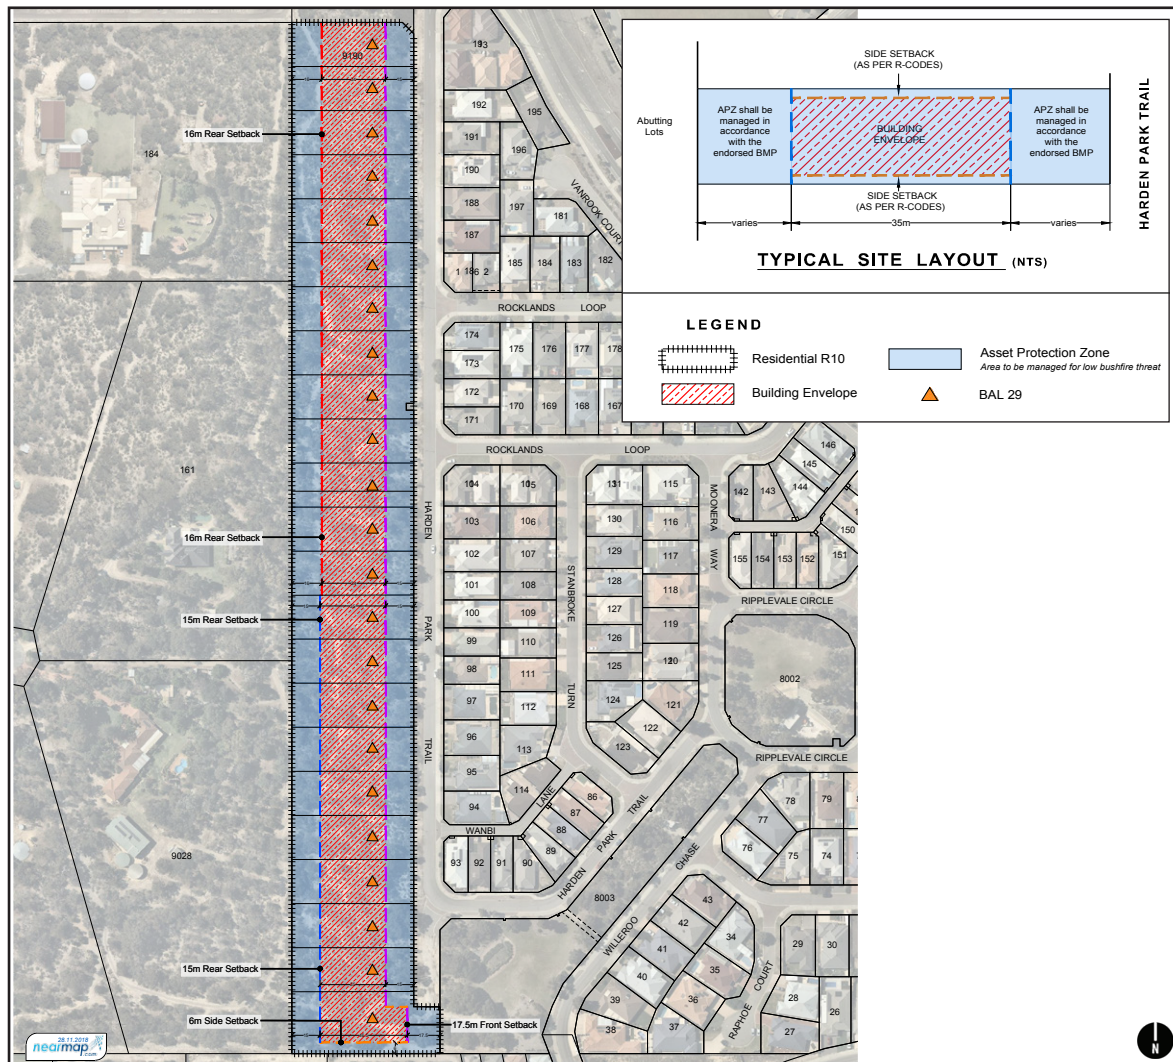 SIDE SETBACK
(AS PER R-CODES)
APZ shall be
managed in
accordance
with the
endorsed BMP
BUILDING
ENVELOPE
APZ shall be
managed in
accordance
with the
endorsed BMP
Abutting
Lots
HARDEN PARK TRAIL
SIDE SETBACK
(AS PER R-CODES)
varies
35m
varies
TYPICAL SITE LAYOUT (NTS)
LEGEND
Residential R10
Asset Protection Zone
Area to be managed for low bushfire threat
Building Envelope
BAL 29
16m Rear Setback
16m Rear Setback
15m Rear Setback
15m Rear Setback
6m Side Setback
17.5m Front Setback
9180
184
161
9028
192
195
191
190
196
188
197
181
187
1
2
185
184
183
182
VANROOK COURT
ROCKLANDS LOOP
174
175
176
177
178
173
172
170
169
168
167
171
ROCKLANDS LOOP
HARDEN
PARK
TRAIL
103
106
102
107
101
108
100
109
99
110
98
111
97
112
96
113
95
114
94
STANBROKE
TURN
115
130
116
129
117
128
118
127
119
126
125
124
121
122
123
MOONERA
WAY
146
145
144
143
142
150
151
155
154
153
152
RIPPLEVALE CIRCLE
8002
RIPPLEVALE CIRCLE
WANBI
LANE
86
87
88
89
93
92
91
90
HARDEN PARK TRAIL
8003
WILLEROO CHASE
78
79
77
76
75
74
43
42
34
41
40
35
39
36
38
37
RAPHOE COURT
29
30
28
26
27
28.11.2018
nearmap
.com
N